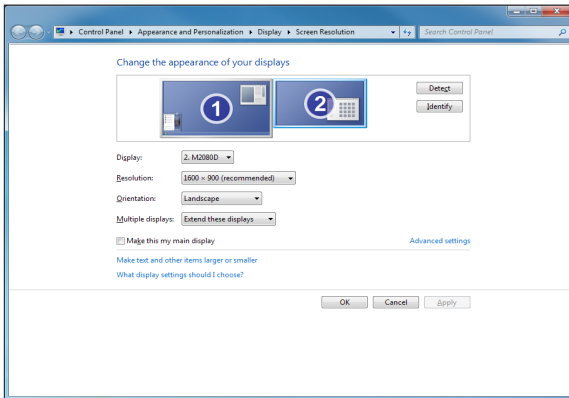 Control Panel ▸ Appearance and Personalization ▸ Display ▸ Screen Resolution
Search Control Panel
Change the appearance of your displays
1
2
Detect
Identify
Display: 2. M2080D
Resolution: 1600 × 900 (recommended)
Orientation: Landscape
Multiple displays: Extend these displays
Make this my main display
Advanced settings
Make text and other items larger or smaller
What display settings should I choose?
OK Cancel Apply